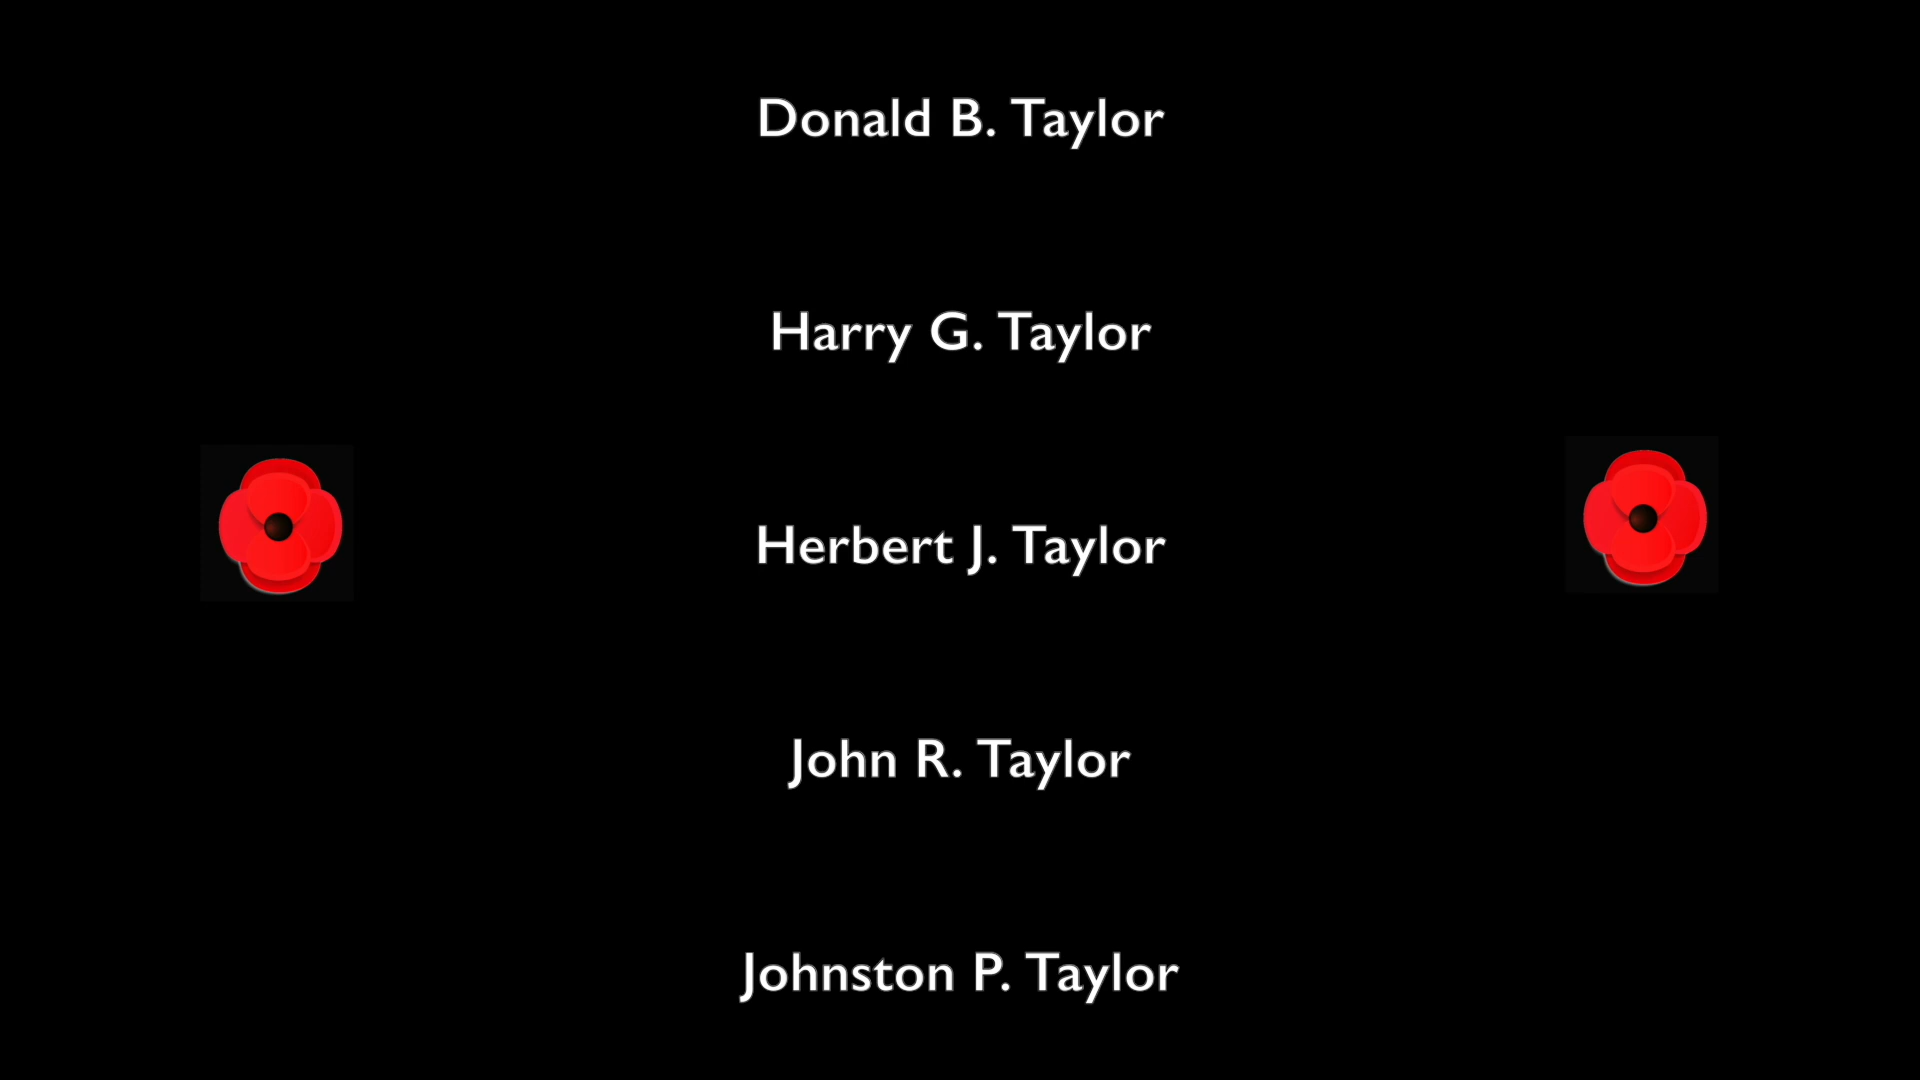 Donald B. Taylor
Harry G. Taylor
Herbert J. Taylor
John R. Taylor
Johnston P. Taylor